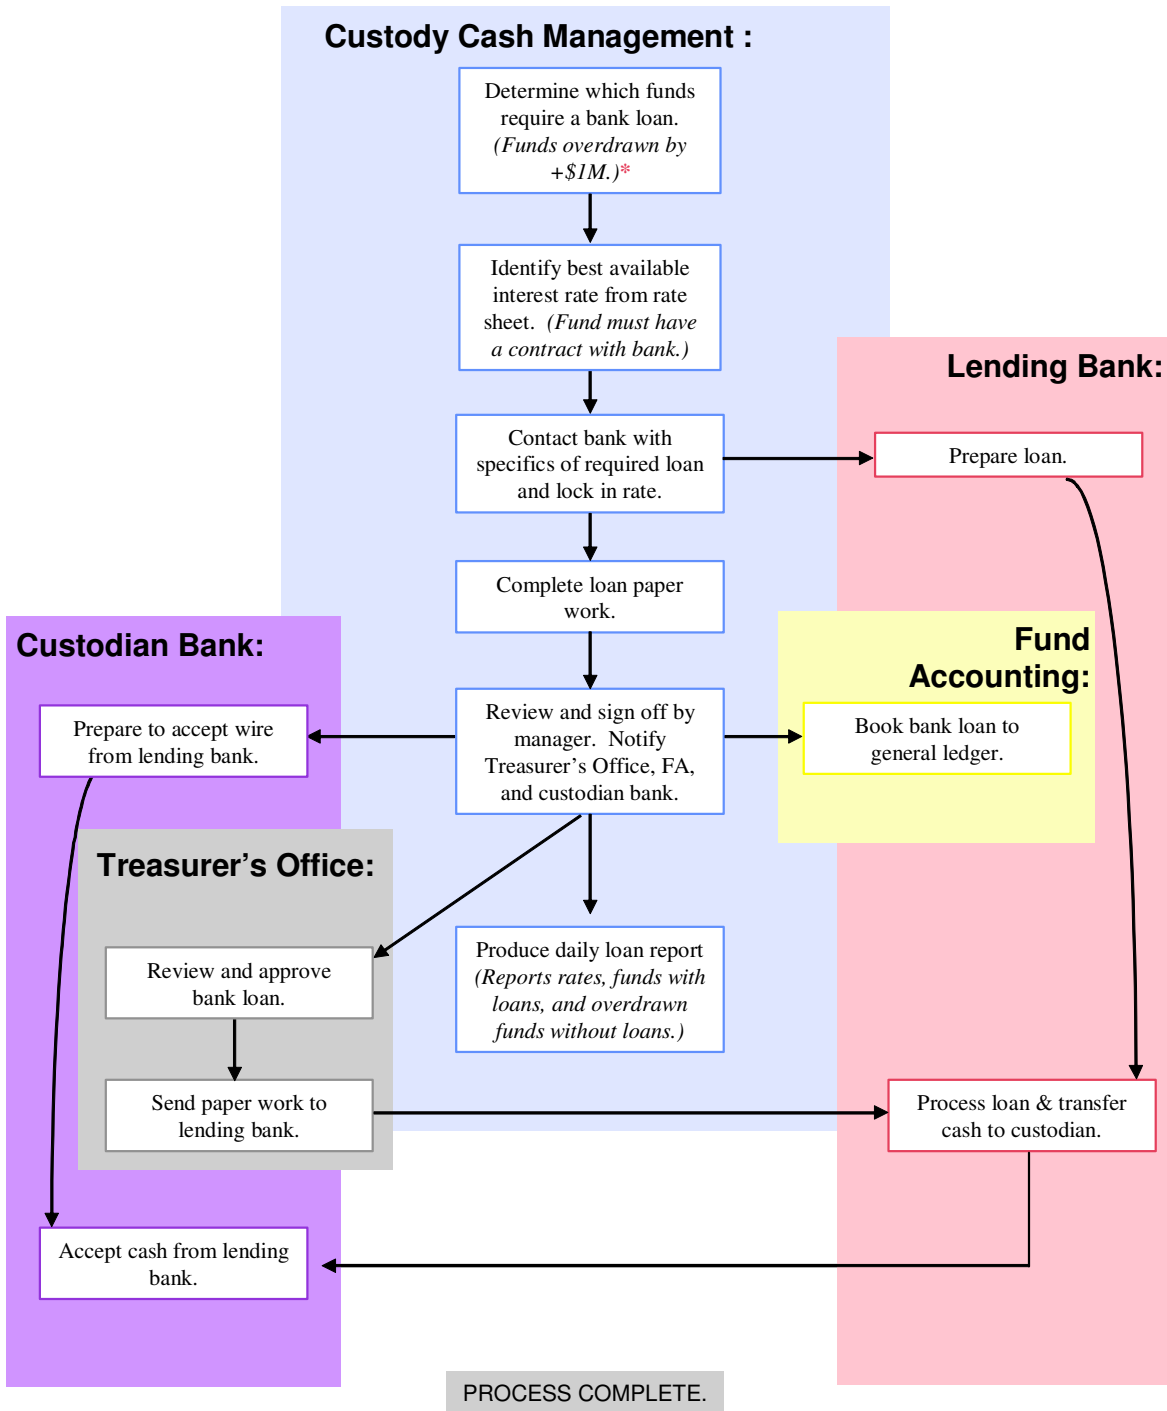 Custody Cash Management :
Determine which funds
require a bank loan.
(Funds overdrawn by
+$1M.)*
Identify best available
interest rate from rate
sheet.  (Fund must have
a contract with bank.)
Lending Bank:
Contact bank with
specifics of required loan
and lock in rate.
Prepare loan.
Complete loan paper
work.
Custodian Bank:
Fund
Accounting:
Prepare to accept wire
from lending bank.
Review and sign off by
manager.  Notify
Treasurer’s Office, FA,
and custodian bank.
Book bank loan to
general ledger.
Treasurer’s Office:
Review and approve
bank loan.
Produce daily loan report
(Reports rates, funds with
loans, and overdrawn
funds without loans.)
Send paper work to
lending bank.
Process loan & transfer
cash to custodian.
Accept cash from lending
bank.
PROCESS COMPLETE.